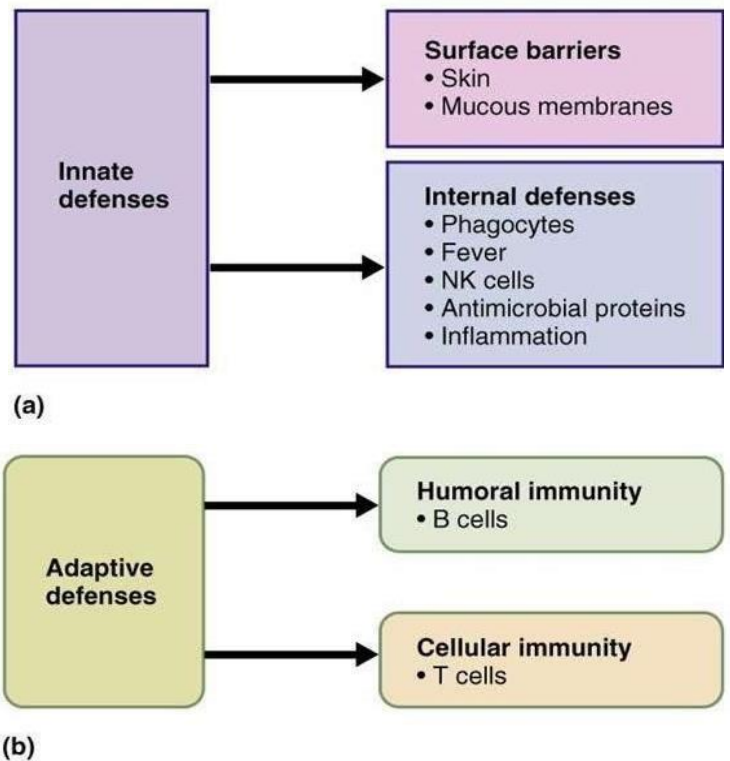 Innate
defenses
Surface barriers
• Skin
• Mucous membranes
Internal defenses
• Phagocytes
• Fever
• NK cells
• Antimicrobial proteins
• Inflammation
(a)
Adaptive
defenses
Humoral immunity
• B cells
Cellular immunity
• T cells
(b)